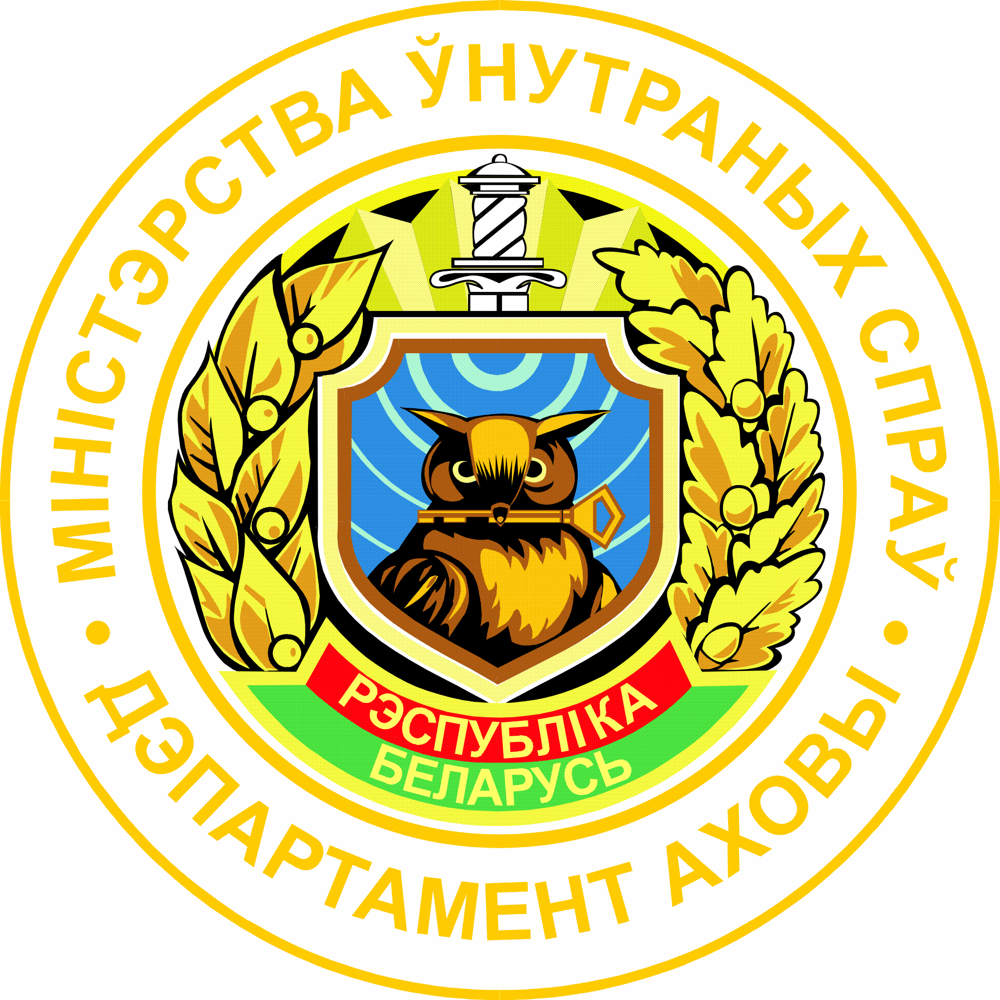 МІНІСТЭРСТВА ЎНУТРАНЫХ СПРАЎ
ДЭПАРТАМЕНТ АХОВЫ
РЭСПУБЛІКА
БЕЛАРУСЬ